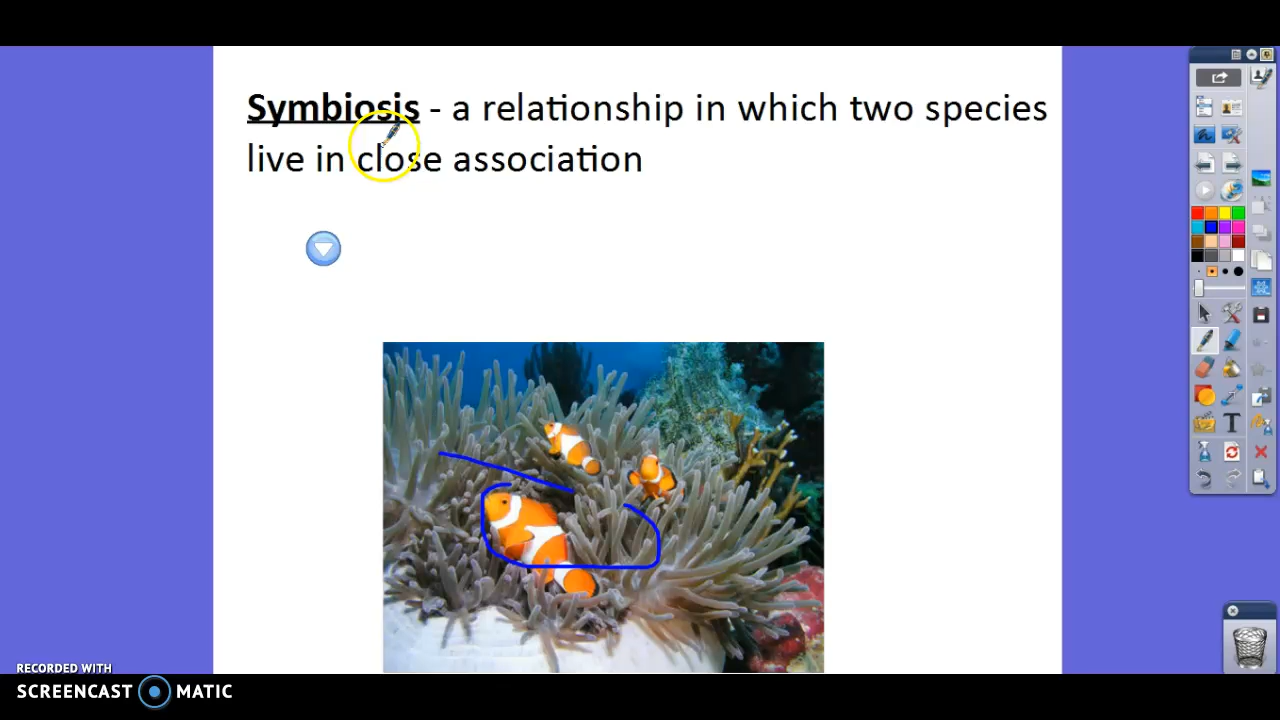 Symbiosis - a relationship in which two species
live in close association
RECORDED WITH
SCREENCAST MATIC